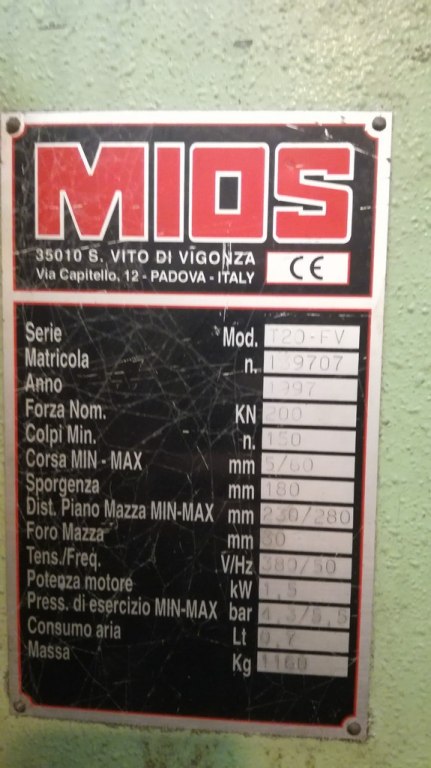 MIOS
35010 S. VITO DI VIGONZA
Via Capitello, 12 - PADOVA - ITALY
CE
Serie Mod. T20-FV
Matricola n. 139707
Anno 1997
Forza Nom. KN 200
Colpi Min. n. 150
Corsa MIN - MAX mm 5/60
Sporgenza mm 180
Dist. Piano Mazza MIN-MAX mm 230/280
Foro Mazza mm 30
Tens./Freq. V/Hz 380/50
Potenza motore kW 1,5
Press. di esercizio MIN-MAX bar 4,3/5,5
Consumo aria Lt 0,7
Massa Kg 1160